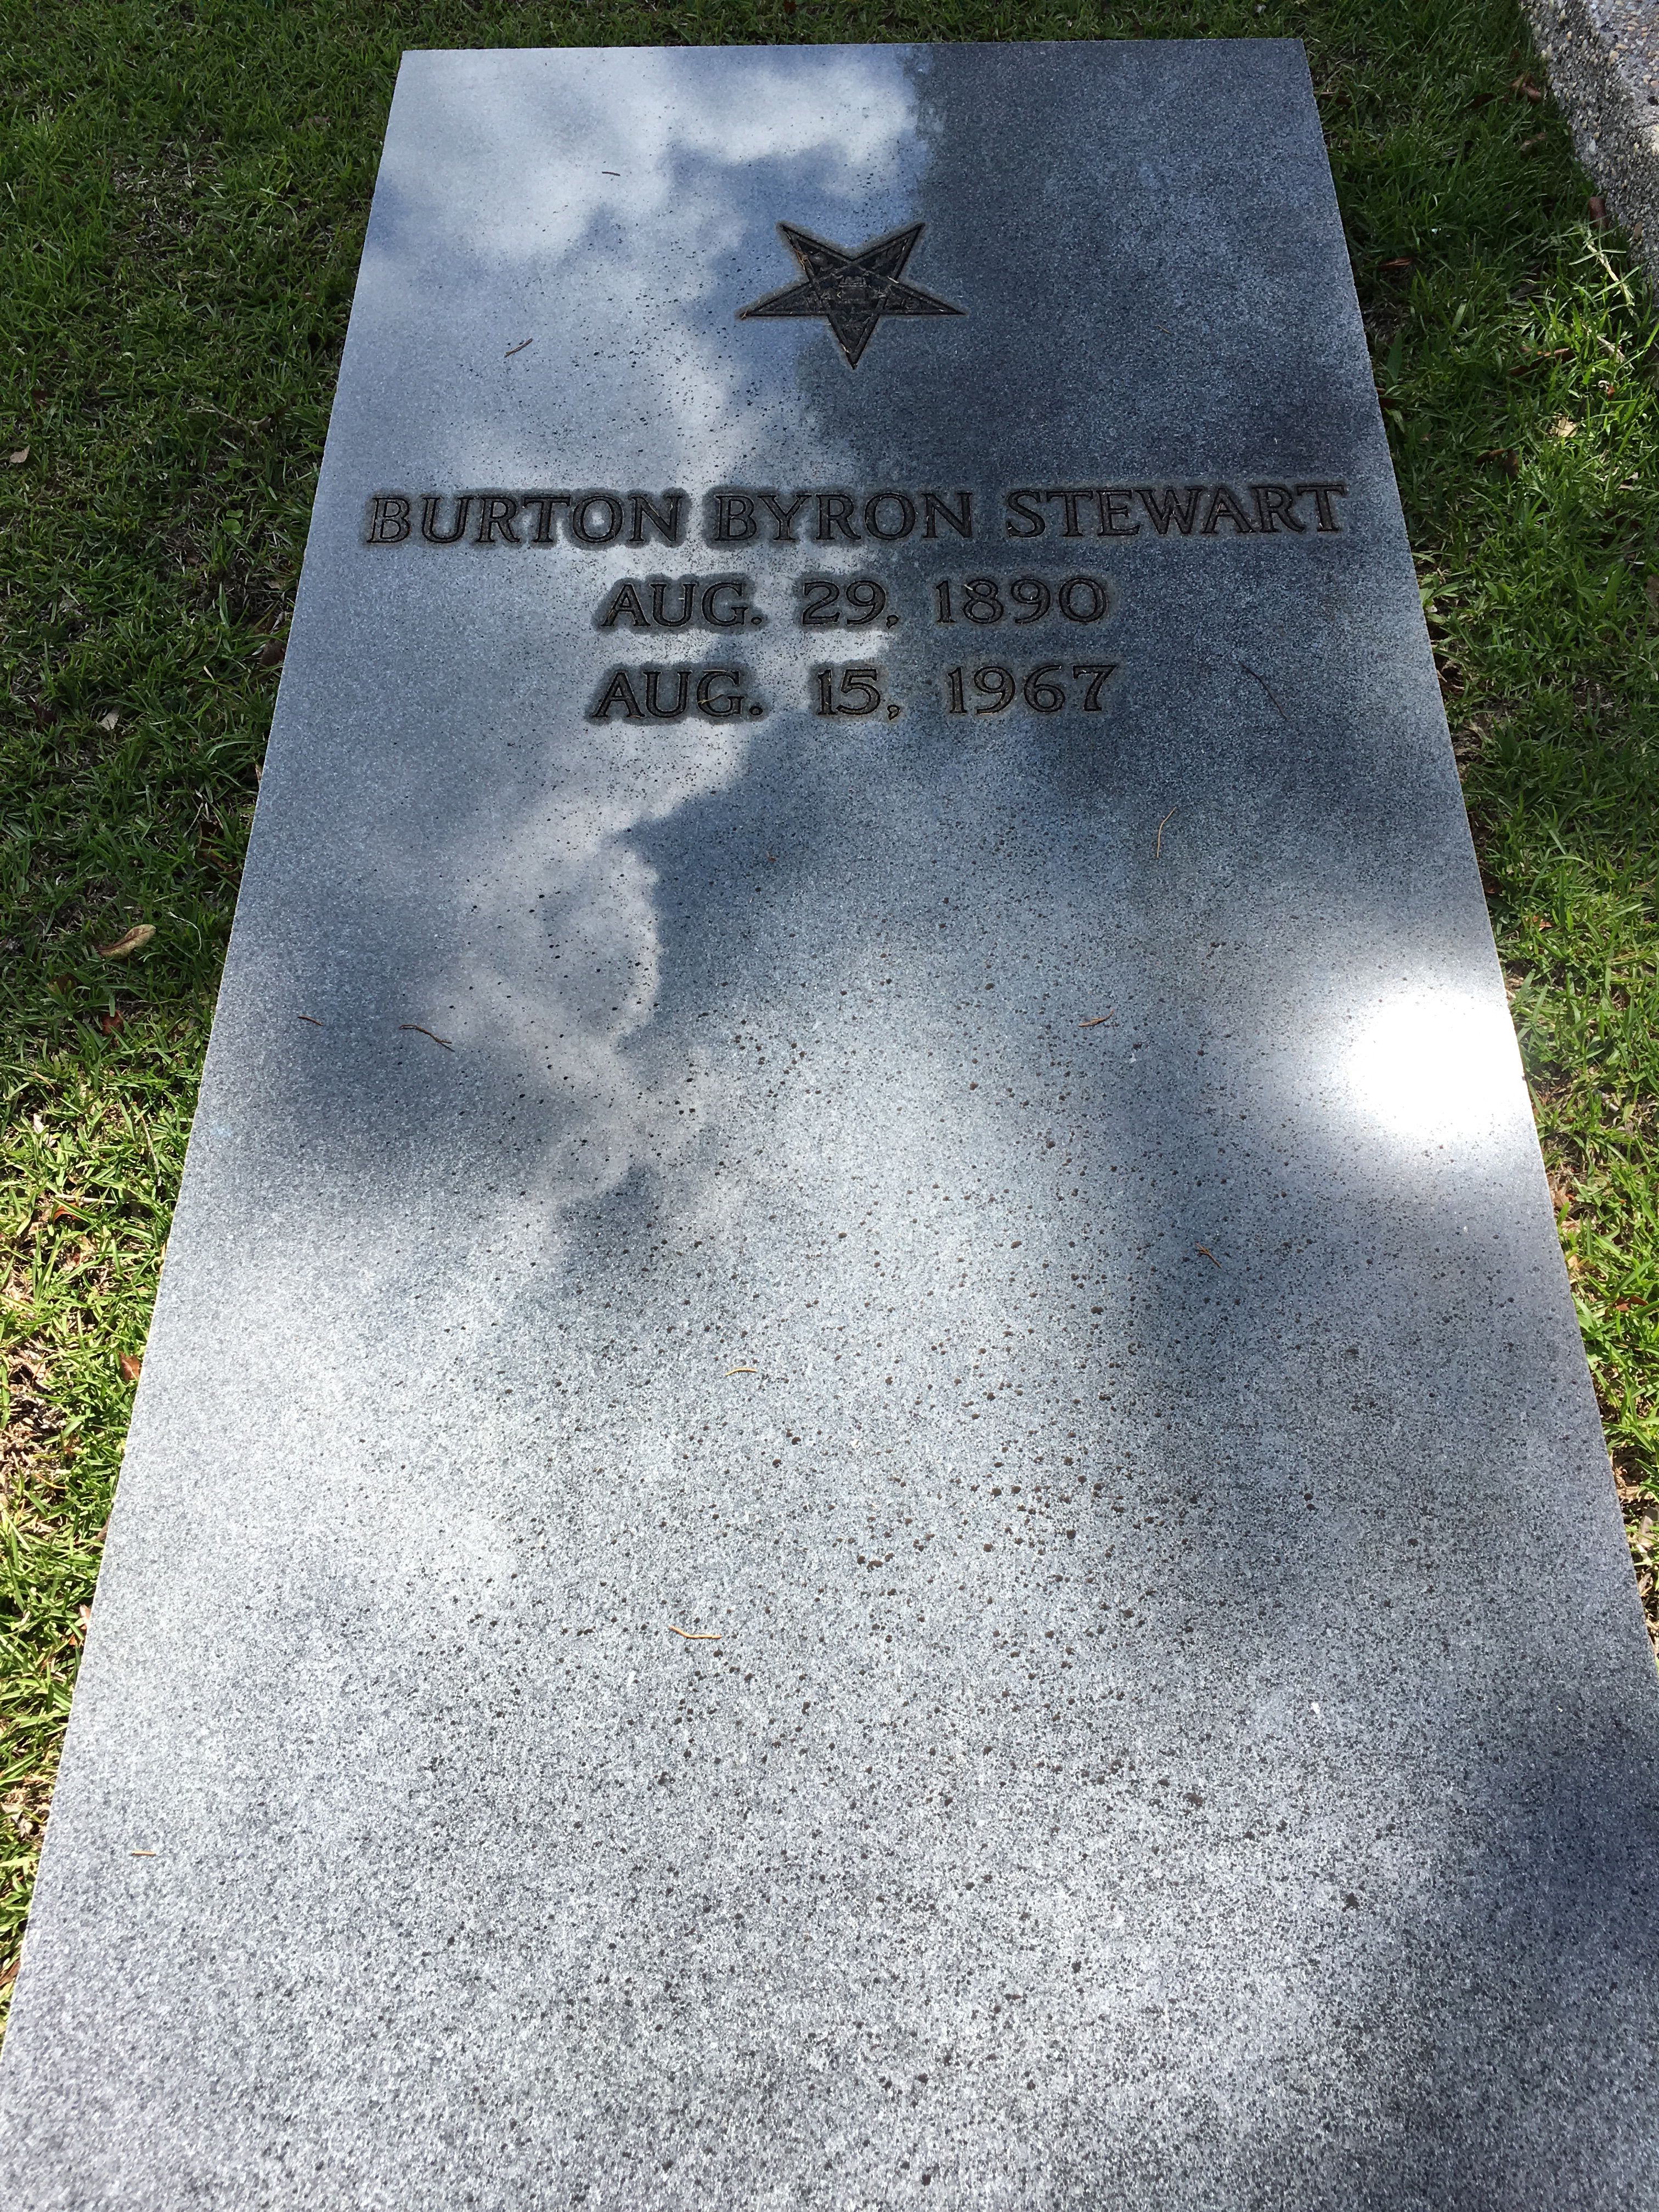 BURTON BYRON STEWART
AUG. 29, 1890
AUG. 15, 1967